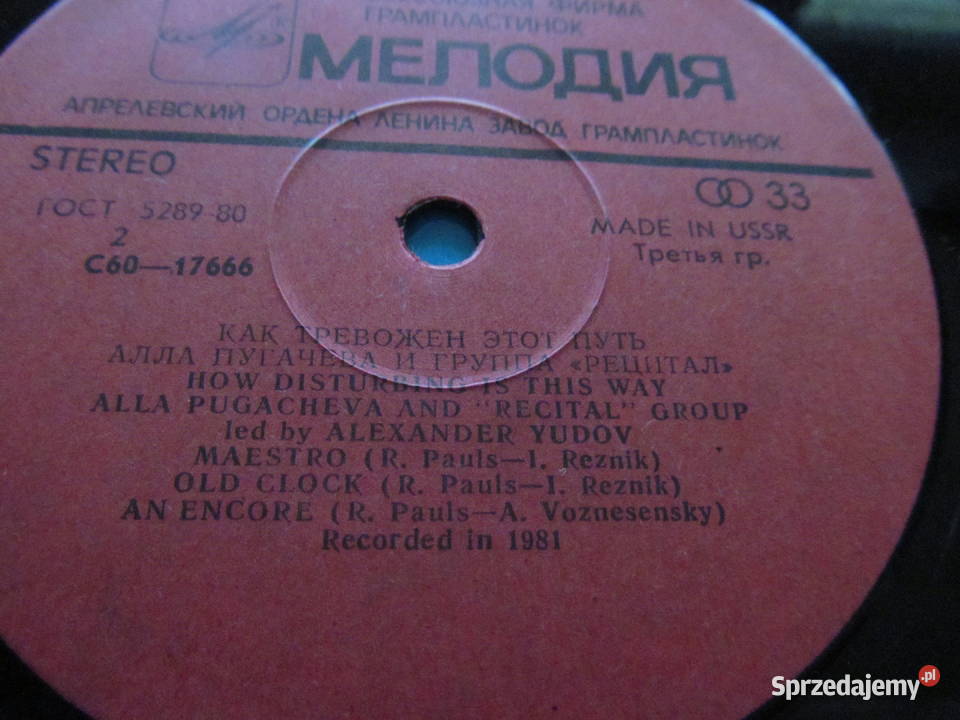 ФИРМА
ГРАМПЛАСТИНОК
МЕЛОДИЯ
АПРЕЛЕВСКИЙ ОРДЕНА ЛЕНИНА ЗАВОД ГРАМПЛАСТИНОК
STEREO
33
ГОСТ 5289-80
MADE IN USSR
2
Третья гр.
С60—17666
КАК ТРЕВОЖЕН ЭТОТ ПУТЬ
АЛЛА ПУГАЧЕВА И ГРУППА «РЕЦИТАЛ»
HOW DISTURBING IS THIS WAY
ALLA PUGACHEVA AND "RECITAL" GROUP
led by ALEXANDER YUDOV
MAESTRO (R. Pauls—I. Reznik)
OLD CLOCK (R. Pauls—I. Reznik)
AN ENCORE (R. Pauls—A. Voznesensky)
Recorded in 1981
Sprzedajemy.pl